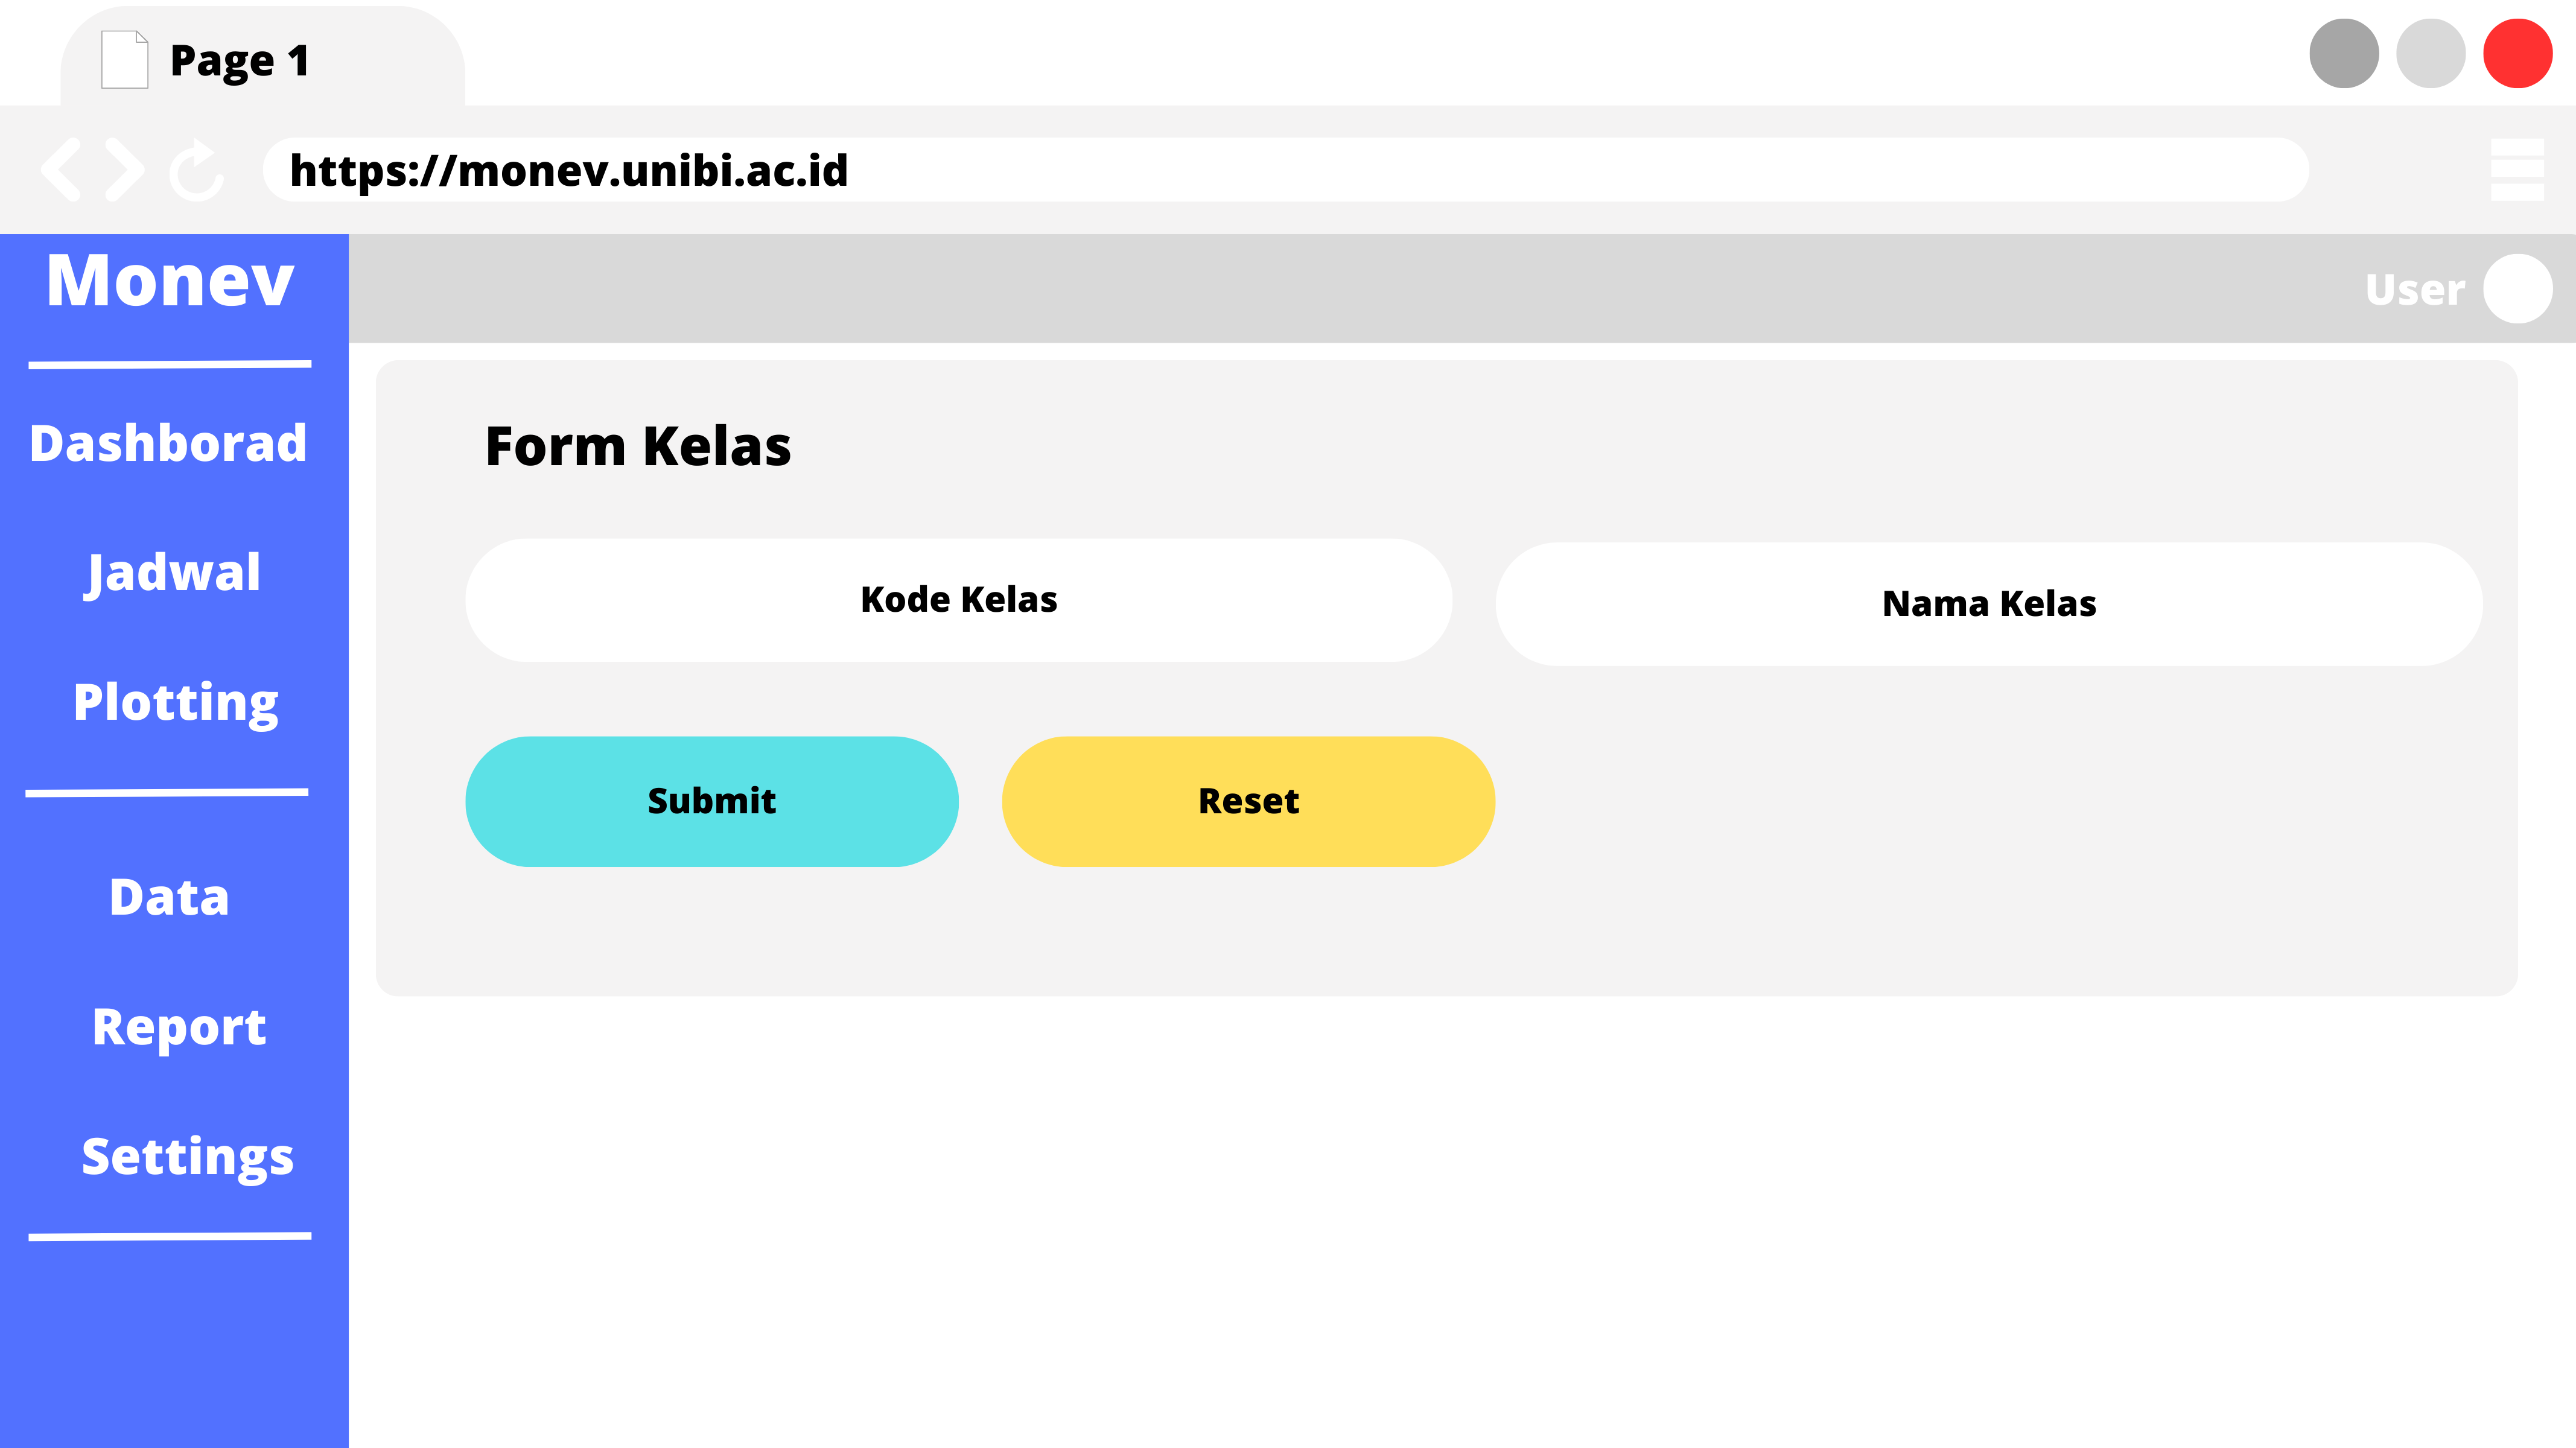 Page 1
https://monev.unibi.ac.id
Monev
User
Dashborad
Jadwal
Plotting
Data
Report
Settings
Form Kelas
Kode Kelas
Nama Kelas
Submit
Reset